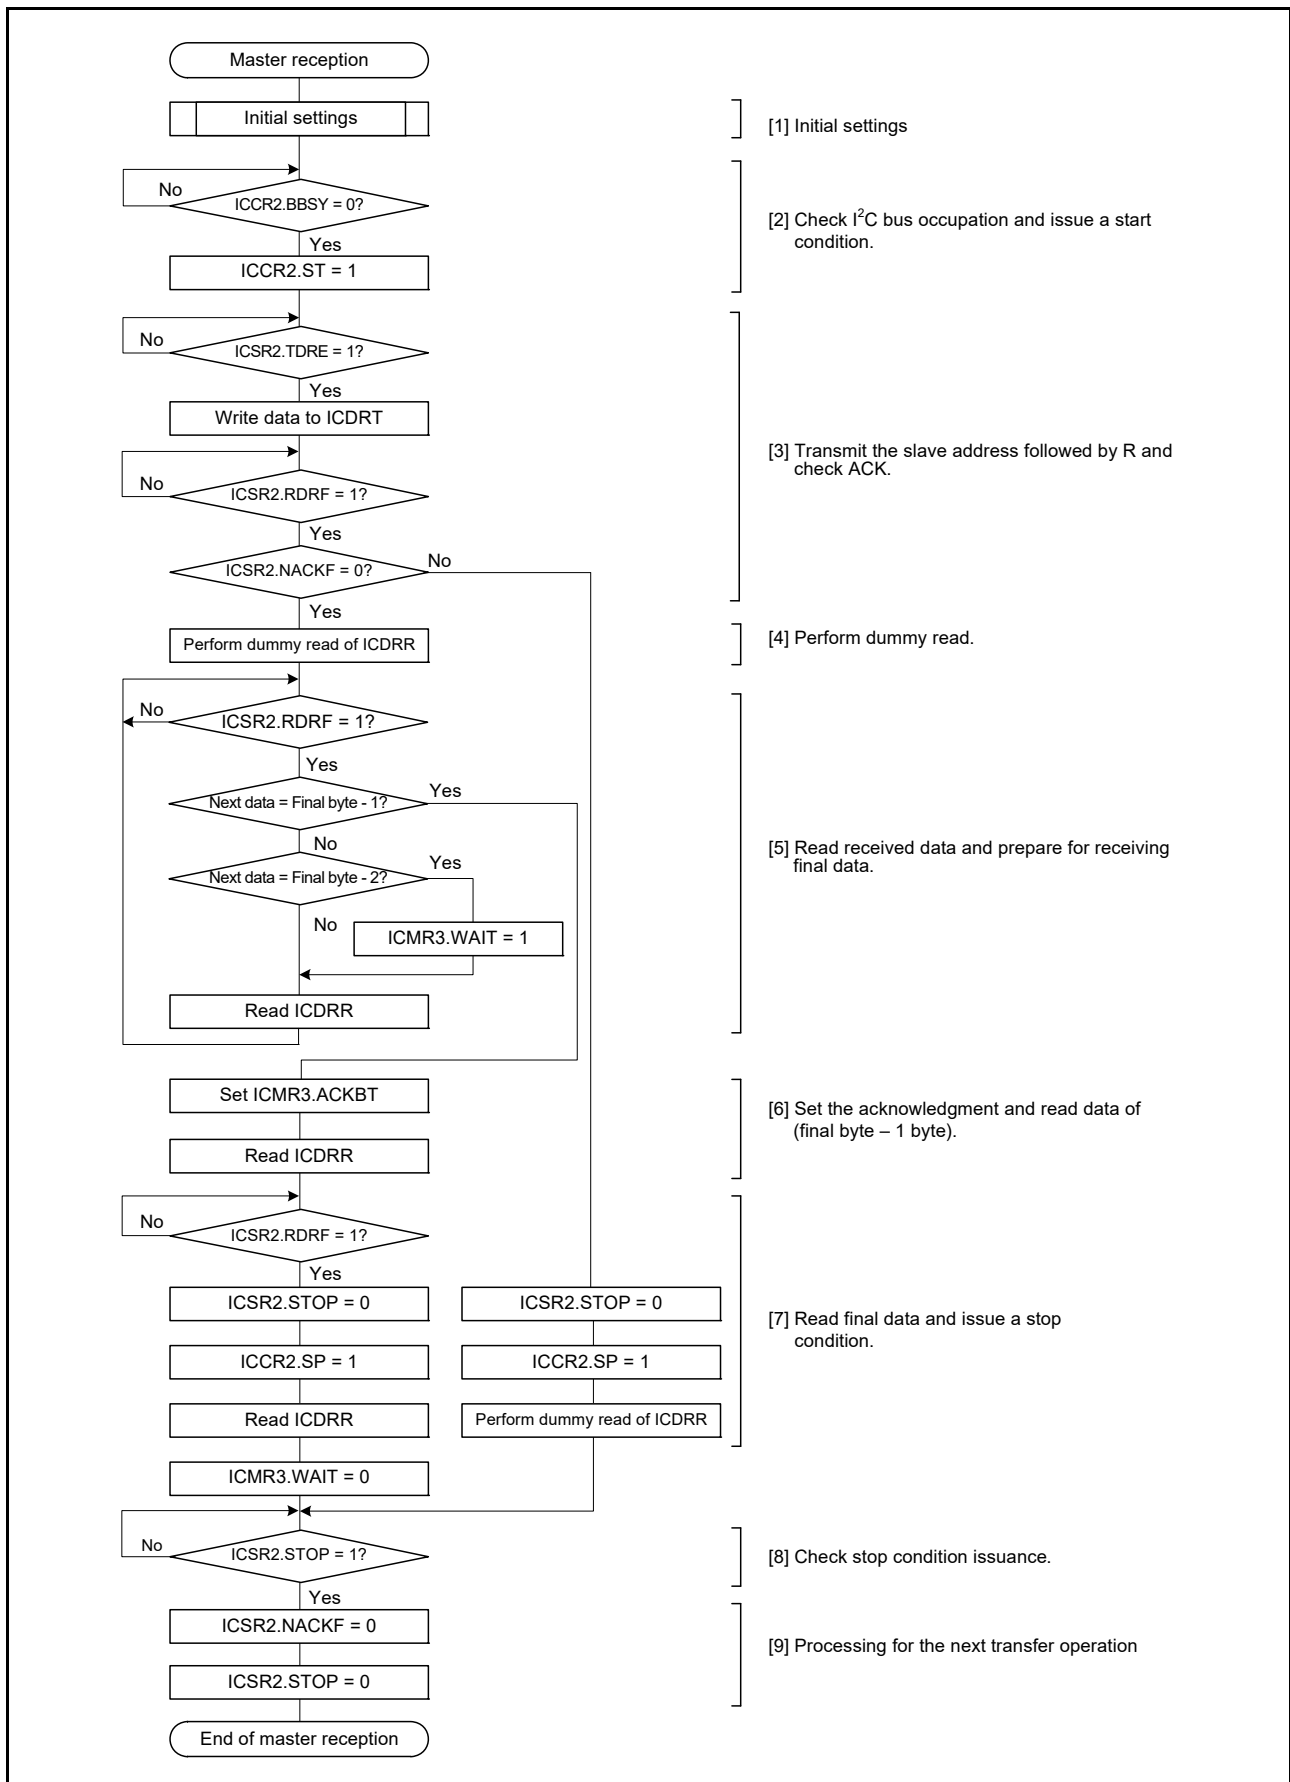 Master reception
Initial settings
[1] Initial settings
No
ICCR2.BBSY = 0?
Yes
ICCR2.ST = 1
[2] Check I²C bus occupation and issue a start
condition.
No
ICSR2.TDRE = 1?
Yes
Write data to ICDRT
No
ICSR2.RDRF = 1?
Yes
ICSR2.NACKF = 0?
No
Yes
[3] Transmit the slave address followed by R and
check ACK.
Perform dummy read of ICDRR
[4] Perform dummy read.
No
ICSR2.RDRF = 1?
Yes
Next data = Final byte - 1?
Yes
No
Next data = Final byte - 2?
Yes
No
ICMR3.WAIT = 1
Read ICDRR
[5] Read received data and prepare for receiving
final data.
Set ICMR3.ACKBT
Read ICDRR
[6] Set the acknowledgment and read data of
(final byte – 1 byte).
No
ICSR2.RDRF = 1?
Yes
ICSR2.STOP = 0
ICCR2.SP = 1
Read ICDRR
ICMR3.WAIT = 0
ICSR2.STOP = 0
ICCR2.SP = 1
Perform dummy read of ICDRR
[7] Read final data and issue a stop
condition.
No
ICSR2.STOP = 1?
Yes
[8] Check stop condition issuance.
ICSR2.NACKF = 0
ICSR2.STOP = 0
[9] Processing for the next transfer operation
End of master reception